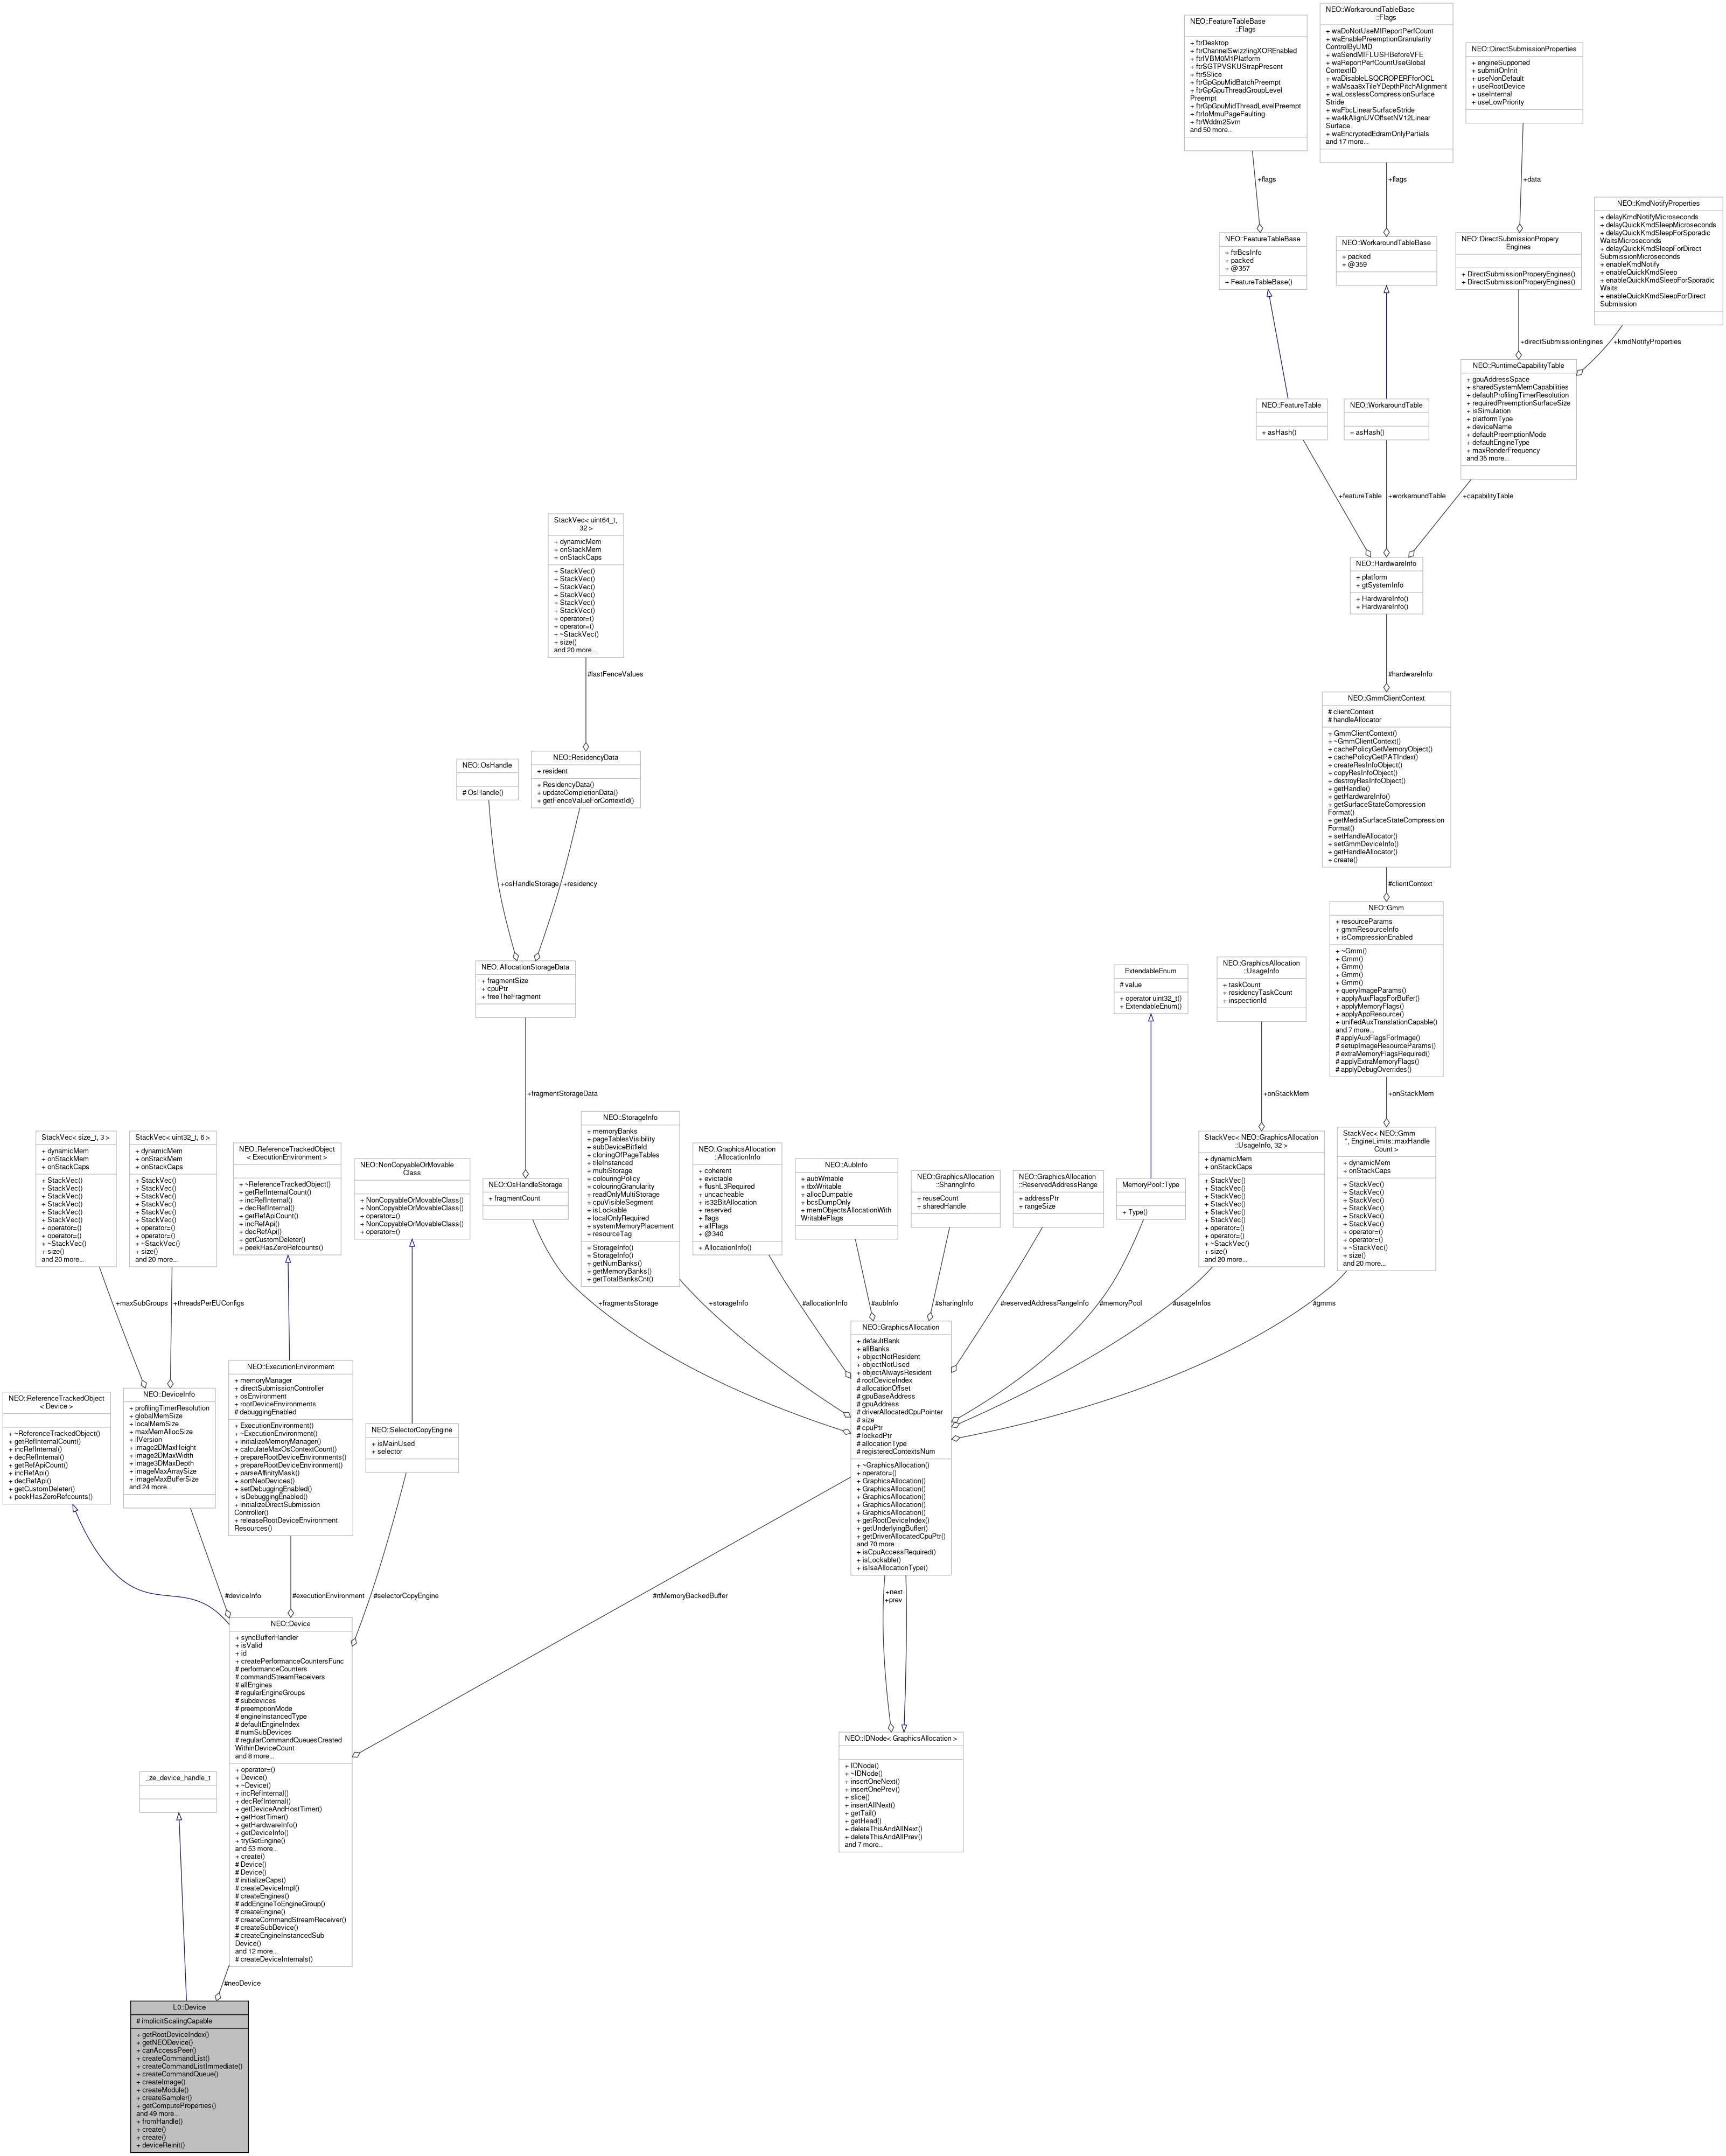 NEO::FeatureTableBase
::Flags
+ ftrDesktop
+ ftrChannelSwizzlingXOREnabled
+ ftrIVBM0M1Platform
+ ftrSGTPVSKUStrapPresent
+ ftr5Slice
+ ftrGpGpuMidBatchPreempt
+ ftrGpGpuThreadGroupLevel
Preempt
+ ftrGpGpuMidThreadLevelPreempt
+ ftrIoMmuPageFaulting
+ ftrWddm2Svm
and 50 more...
NEO::WorkaroundTableBase
::Flags
+ waDoNotUseMIReportPerfCount
+ waEnablePreemptionGranularity
ControlByUMD
+ waSendMIFLUSHBeforeVFE
+ waReportPerfCountUseGlobal
ContextID
+ waDisableLSQCROPERFforOCL
+ waMsaa8xTileYDepthPitchAlignment
+ waLosslessCompressionSurface
Stride
+ waFbcLinearSurfaceStride
+ wa4kAlignUVOffsetNV12Linear
Surface
+ waEncryptedEdramOnlyPartials
and 17 more...
NEO::DirectSubmissionProperties
+ engineSupported
+ submitOnInit
+ useNonDefault
+ useRootDevice
+ useInternal
+ useLowPriority
+flags
+flags
+data
NEO::KmdNotifyProperties
+ delayKmdNotifyMicroseconds
+ delayQuickKmdSleepMicroseconds
+ delayQuickKmdSleepForSporadic
WaitsMicroseconds
+ delayQuickKmdSleepForDirect
SubmissionMicroseconds
+ enableKmdNotify
+ enableQuickKmdSleep
+ enableQuickKmdSleepForSporadic
Waits
+ enableQuickKmdSleepForDirect
Submission
NEO::FeatureTableBase
+ ftrBcsInfo
+ packed
+ @357
+ FeatureTableBase()
NEO::WorkaroundTableBase
+ packed
+ @359
NEO::DirectSubmissionPropery
Engines
+ DirectSubmissionProperyEngines()
+ DirectSubmissionProperyEngines()
+directSubmissionEngines
+kmdNotifyProperties
NEO::RuntimeCapabilityTable
+ gpuAddressSpace
+ sharedSystemMemCapabilities
+ defaultProfilingTimerResolution
+ requiredPreemptionSurfaceSize
+ isSimulation
+ platformType
+ deviceName
+ defaultPreemptionMode
+ defaultEngineType
+ maxRenderFrequency
and 35 more...
NEO::FeatureTable
+ asHash()
NEO::WorkaroundTable
+ asHash()
+featureTable
+workaroundTable
+capabilityTable
NEO::HardwareInfo
+ platform
+ gtSystemInfo
+ HardwareInfo()
+ HardwareInfo()
StackVec< uint64_t,
32 >
+ dynamicMem
+ onStackMem
+ onStackCaps
+ StackVec()
+ StackVec()
+ StackVec()
+ StackVec()
+ StackVec()
+ StackVec()
+ operator=()
+ operator=()
+ ~StackVec()
+ size()
and 20 more...
#lastFenceValues
#hardwareInfo
NEO::GmmClientContext
# clientContext
# handleAllocator
+ GmmClientContext()
+ ~GmmClientContext()
+ cachePolicyGetMemoryObject()
+ cachePolicyGetPATIndex()
+ createResInfoObject()
+ copyResInfoObject()
+ destroyResInfoObject()
+ getHandle()
+ getHardwareInfo()
+ getSurfaceStateCompression
Format()
+ getMediaSurfaceStateCompression
Format()
+ setHandleAllocator()
+ setGmmDeviceInfo()
+ getHandleAllocator()
+ create()
NEO::OsHandle
# OsHandle()
NEO::ResidencyData
+ resident
+ ResidencyData()
+ updateCompletionData()
+ getFenceValueForContextId()
+osHandleStorage
+residency
#clientContext
NEO::Gmm
+ resourceParams
+ gmmResourceInfo
+ isCompressionEnabled
+ ~Gmm()
+ Gmm()
+ Gmm()
+ Gmm()
+ Gmm()
+ queryImageParams()
+ applyAuxFlagsForBuffer()
+ applyMemoryFlags()
+ applyAppResource()
+ unifiedAuxTranslationCapable()
and 7 more...
# applyAuxFlagsForImage()
# setupImageResourceParams()
# extraMemoryFlagsRequired()
# applyExtraMemoryFlags()
# applyDebugOverrides()
NEO::AllocationStorageData
+ fragmentSize
+ cpuPtr
+ freeTheFragment
ExtendableEnum
# value
+ operator uint32_t()
+ ExtendableEnum()
NEO::GraphicsAllocation
::UsageInfo
+ taskCount
+ residencyTaskCount
+ inspectionId
+fragmentStorageData
+onStackMem
+onStackMem
StackVec< size_t, 3 >
+ dynamicMem
+ onStackMem
+ onStackCaps
+ StackVec()
+ StackVec()
+ StackVec()
+ StackVec()
+ StackVec()
+ StackVec()
+ operator=()
+ operator=()
+ ~StackVec()
+ size()
and 20 more...
StackVec< uint32_t, 6 >
+ dynamicMem
+ onStackMem
+ onStackCaps
+ StackVec()
+ StackVec()
+ StackVec()
+ StackVec()
+ StackVec()
+ StackVec()
+ operator=()
+ operator=()
+ ~StackVec()
+ size()
and 20 more...
NEO::ReferenceTrackedObject
< ExecutionEnvironment >
+ ~ReferenceTrackedObject()
+ getRefInternalCount()
+ incRefInternal()
+ decRefInternal()
+ getRefApiCount()
+ incRefApi()
+ decRefApi()
+ getCustomDeleter()
+ peekHasZeroRefcounts()
NEO::NonCopyableOrMovable
Class
+ NonCopyableOrMovableClass()
+ NonCopyableOrMovableClass()
+ operator=()
+ NonCopyableOrMovableClass()
+ operator=()
NEO::OsHandleStorage
+ fragmentCount
NEO::StorageInfo
+ memoryBanks
+ pageTablesVisibility
+ subDeviceBitfield
+ cloningOfPageTables
+ tileInstanced
+ multiStorage
+ colouringPolicy
+ colouringGranularity
+ readOnlyMultiStorage
+ cpuVisibleSegment
+ isLockable
+ localOnlyRequired
+ systemMemoryPlacement
+ resourceTag
+ StorageInfo()
+ StorageInfo()
+ getNumBanks()
+ getMemoryBanks()
+ getTotalBanksCnt()
NEO::GraphicsAllocation
::AllocationInfo
+ coherent
+ evictable
+ flushL3Required
+ uncacheable
+ is32BitAllocation
+ reserved
+ flags
+ allFlags
+ @340
+ AllocationInfo()
NEO::AubInfo
+ aubWritable
+ tbxWritable
+ allocDumpable
+ bcsDumpOnly
+ memObjectsAllocationWith
WritableFlags
NEO::GraphicsAllocation
::SharingInfo
+ reuseCount
+ sharedHandle
NEO::GraphicsAllocation
::ReservedAddressRange
+ addressPtr
+ rangeSize
MemoryPool::Type
+ Type()
StackVec< NEO::GraphicsAllocation
::UsageInfo, 32 >
+ dynamicMem
+ onStackCaps
+ StackVec()
+ StackVec()
+ StackVec()
+ StackVec()
+ StackVec()
+ StackVec()
+ operator=()
+ operator=()
+ ~StackVec()
+ size()
and 20 more...
StackVec< NEO::Gmm
*, EngineLimits::maxHandle
Count >
+ dynamicMem
+ onStackCaps
+ StackVec()
+ StackVec()
+ StackVec()
+ StackVec()
+ StackVec()
+ StackVec()
+ operator=()
+ operator=()
+ ~StackVec()
+ size()
and 20 more...
+maxSubGroups
+threadsPerEUConfigs
+fragmentsStorage
+storageInfo
#allocationInfo
#aubInfo
#sharingInfo
#reservedAddressRangeInfo
#memoryPool
#usageInfos
#gmms
NEO::ReferenceTrackedObject
< Device >
+ ~ReferenceTrackedObject()
+ getRefInternalCount()
+ incRefInternal()
+ decRefInternal()
+ getRefApiCount()
+ incRefApi()
+ decRefApi()
+ getCustomDeleter()
+ peekHasZeroRefcounts()
NEO::DeviceInfo
+ profilingTimerResolution
+ globalMemSize
+ localMemSize
+ maxMemAllocSize
+ ilVersion
+ image2DMaxHeight
+ image2DMaxWidth
+ image3DMaxDepth
+ imageMaxArraySize
+ imageMaxBufferSize
and 24 more...
NEO::ExecutionEnvironment
+ memoryManager
+ directSubmissionController
+ osEnvironment
+ rootDeviceEnvironments
# debuggingEnabled
+ ExecutionEnvironment()
+ ~ExecutionEnvironment()
+ initializeMemoryManager()
+ calculateMaxOsContextCount()
+ prepareRootDeviceEnvironments()
+ prepareRootDeviceEnvironment()
+ parseAffinityMask()
+ sortNeoDevices()
+ setDebuggingEnabled()
+ isDebuggingEnabled()
+ initializeDirectSubmission
Controller()
+ releaseRootDeviceEnvironment
Resources()
NEO::SelectorCopyEngine
+ isMainUsed
+ selector
NEO::GraphicsAllocation
+ defaultBank
+ allBanks
+ objectNotResident
+ objectNotUsed
+ objectAlwaysResident
# rootDeviceIndex
# allocationOffset
# gpuBaseAddress
# gpuAddress
# driverAllocatedCpuPointer
# size
# cpuPtr
# lockedPtr
# allocationType
# registeredContextsNum
+ ~GraphicsAllocation()
+ operator=()
+ GraphicsAllocation()
+ GraphicsAllocation()
+ GraphicsAllocation()
+ GraphicsAllocation()
+ GraphicsAllocation()
+ getRootDeviceIndex()
+ getUnderlyingBuffer()
+ getDriverAllocatedCpuPtr()
and 70 more...
+ isCpuAccessRequired()
+ isLockable()
+ isIsaAllocationType()
#deviceInfo
#executionEnvironment
#selectorCopyEngine
#rtMemoryBackedBuffer
+next
+prev
NEO::Device
+ syncBufferHandler
+ isValid
+ id
+ createPerformanceCountersFunc
# performanceCounters
# commandStreamReceivers
# allEngines
# regularEngineGroups
# subdevices
# preemptionMode
# engineInstancedType
# defaultEngineIndex
# numSubDevices
# regularCommandQueuesCreated
WithinDeviceCount
and 8 more...
+ operator=()
+ Device()
+ ~Device()
+ incRefInternal()
+ decRefInternal()
+ getDeviceAndHostTimer()
+ getHostTimer()
+ getHardwareInfo()
+ getDeviceInfo()
+ tryGetEngine()
and 53 more...
+ create()
# Device()
# Device()
# initializeCaps()
# createDeviceImpl()
# createEngines()
# addEngineToEngineGroup()
# createEngine()
# createCommandStreamReceiver()
# createSubDevice()
# createEngineInstancedSub
Device()
and 12 more...
# createDeviceInternals()
NEO::IDNode< GraphicsAllocation >
+ IDNode()
+ ~IDNode()
+ insertOneNext()
+ insertOnePrev()
+ slice()
+ insertAllNext()
+ getTail()
+ getHead()
+ deleteThisAndAllNext()
+ deleteThisAndAllPrev()
and 7 more...
_ze_device_handle_t
#neoDevice
L0::Device
# implicitScalingCapable
+ getRootDeviceIndex()
+ getNEODevice()
+ canAccessPeer()
+ createCommandList()
+ createCommandListImmediate()
+ createCommandQueue()
+ createImage()
+ createModule()
+ createSampler()
+ getComputeProperties()
and 49 more...
+ fromHandle()
+ create()
+ create()
+ deviceReinit()